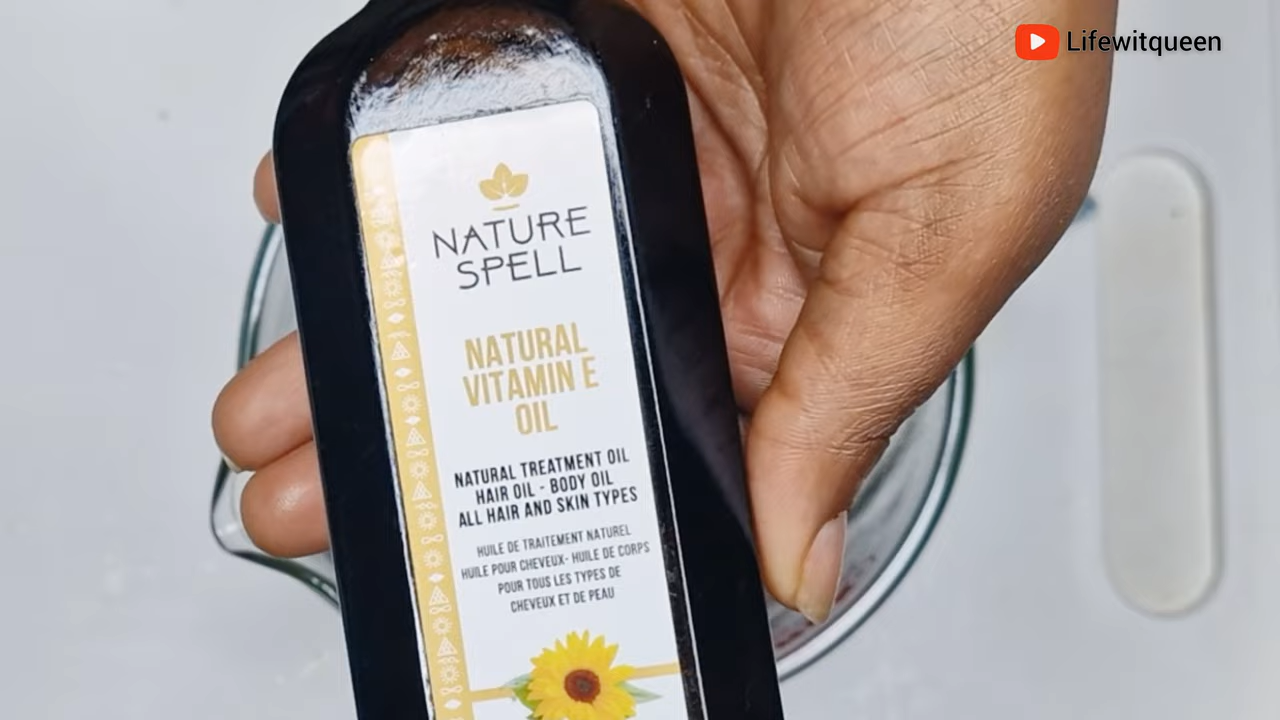 Lifewitqueen
NATURE
SPELL
NATURAL
VITAMIN E
OIL
NATURAL TREATMENT OIL
HAIR OIL - BODY OIL
ALL HAIR AND SKIN TYPES
HUILE DE TRAITEMENT NATUREL
HUILE POUR CHEVEUX- HUILE DE CORPS
POUR TOUS LES TYPES DE
CHEVEUX ET DE PEAU